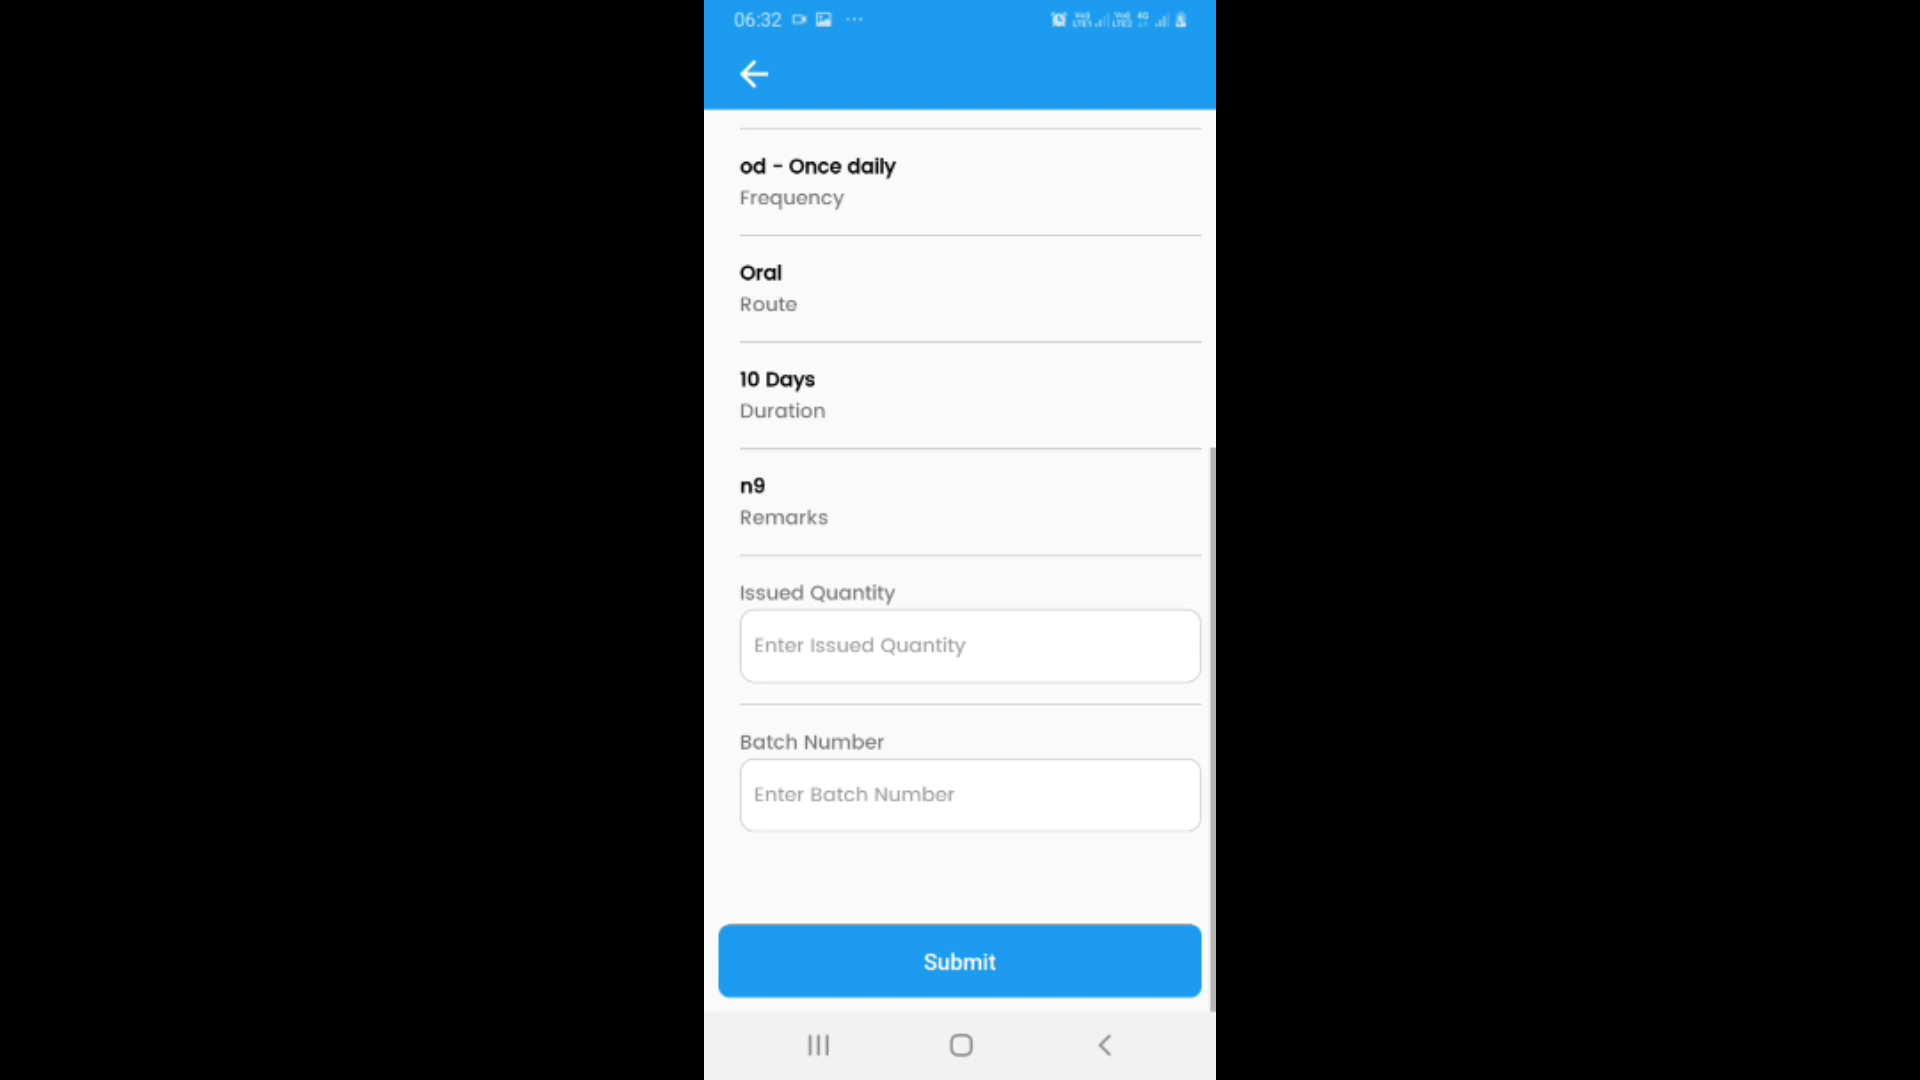 06:32
od - Once daily
Frequency
Oral
Route
10 Days
Duration
n9
Remarks
Issued Quantity
Enter Issued Quantity
Batch Number
Enter Batch Number
Submit